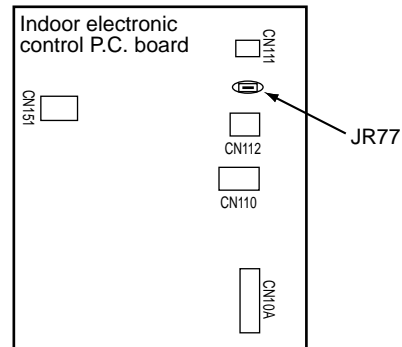 Indoor electronic
control P.C. board
CN111
CN151
JR77
CN112
CN110
CN10A